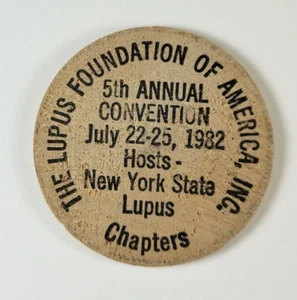 THE LUPUS FOUNDATION OF AMERICA, INC.
5th ANNUAL
CONVENTION
July 22-25, 1982
Hosts -
New York State
Lupus
Chapters